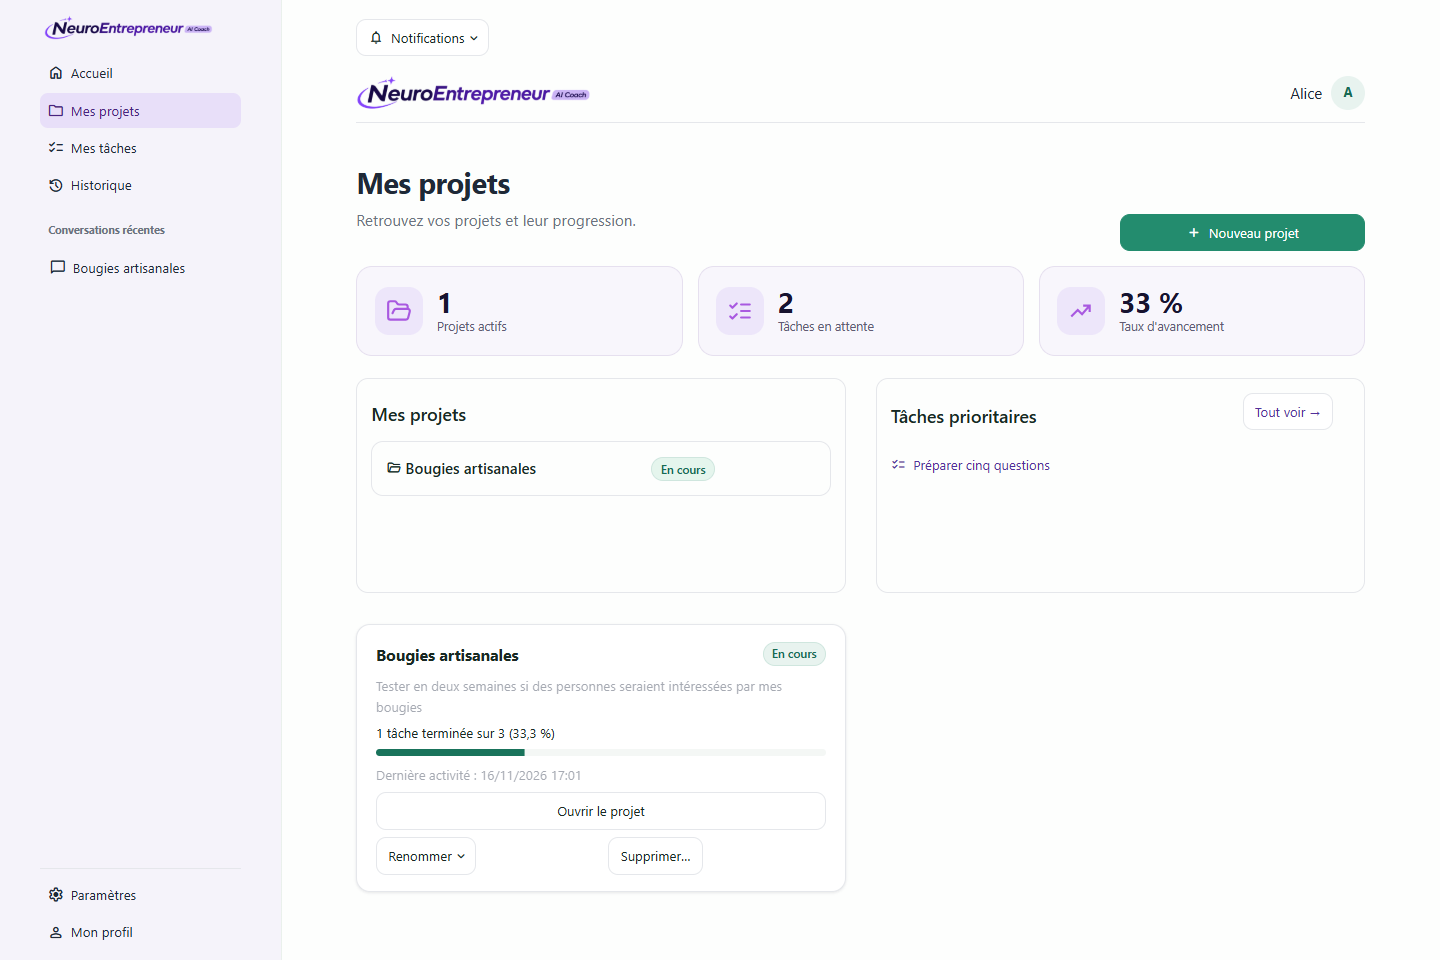 NeuroEntrepreneur AI Coach
Accueil
Mes projets
Mes tâches
Historique
Conversations récentes
Bougies artisanales
Paramètres
Mon profil
Notifications
NeuroEntrepreneur AI Coach
Alice
A
Mes projets
Retrouvez vos projets et leur progression.
+ Nouveau projet
1
Projets actifs
2
Tâches en attente
33 %
Taux d'avancement
Mes projets
Bougies artisanales
En cours
Tâches prioritaires
Tout voir →
Préparer cinq questions
Bougies artisanales
En cours
Tester en deux semaines si des personnes seraient intéressées par mes
bougies
1 tâche terminée sur 3 (33,3 %)
Dernière activité : 16/11/2026 17:01
Ouvrir le projet
Renommer
Supprimer...